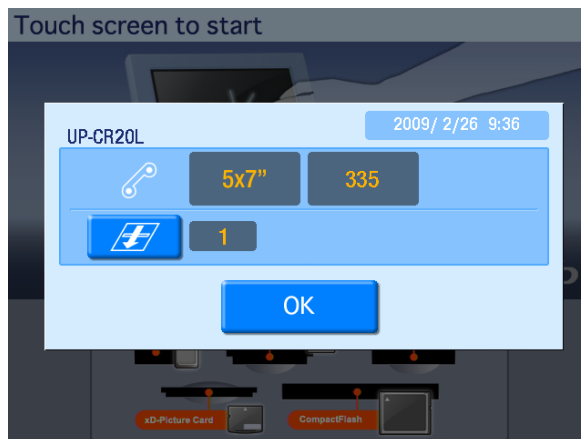 Touch screen to start
2009/ 2/26 9:36
UP-CR20L
5x7" 335
1
OK
xD-Picture Card CompactFlash